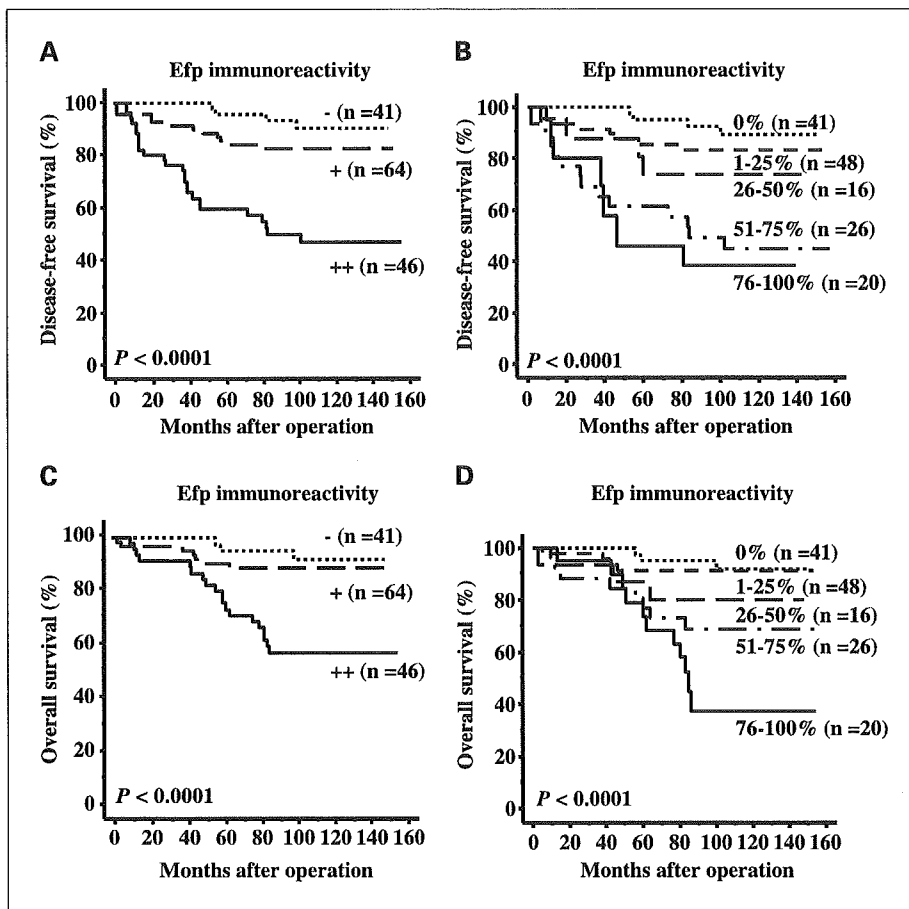 A
Efp immunoreactivity
Disease-free survival (%)
100
80
60
40
20
0
- (n =41)
+ (n =64)
++ (n =46)
P < 0.0001
0 20 40 60 80 100 120 140 160
Months after operation
B
Efp immunoreactivity
Disease-free survival (%)
100
80
60
40
20
0
0% (n =41)
1-25% (n =48)
26-50% (n =16)
51-75% (n =26)
76-100% (n =20)
P < 0.0001
0 20 40 60 80 100 120 140 160
Months after operation
C
Efp immunoreactivity
Overall survival (%)
100
80
60
40
20
0
- (n =41)
+ (n =64)
++ (n =46)
P < 0.0001
0 20 40 60 80 100 120 140 160
Months after operation
D
Efp immunoreactivity
Overall survival (%)
100
80
60
40
20
0
0% (n =41)
1-25% (n =48)
26-50% (n =16)
51-75% (n =26)
76-100% (n =20)
P < 0.0001
0 20 40 60 80 100 120 140 160
Months after operation